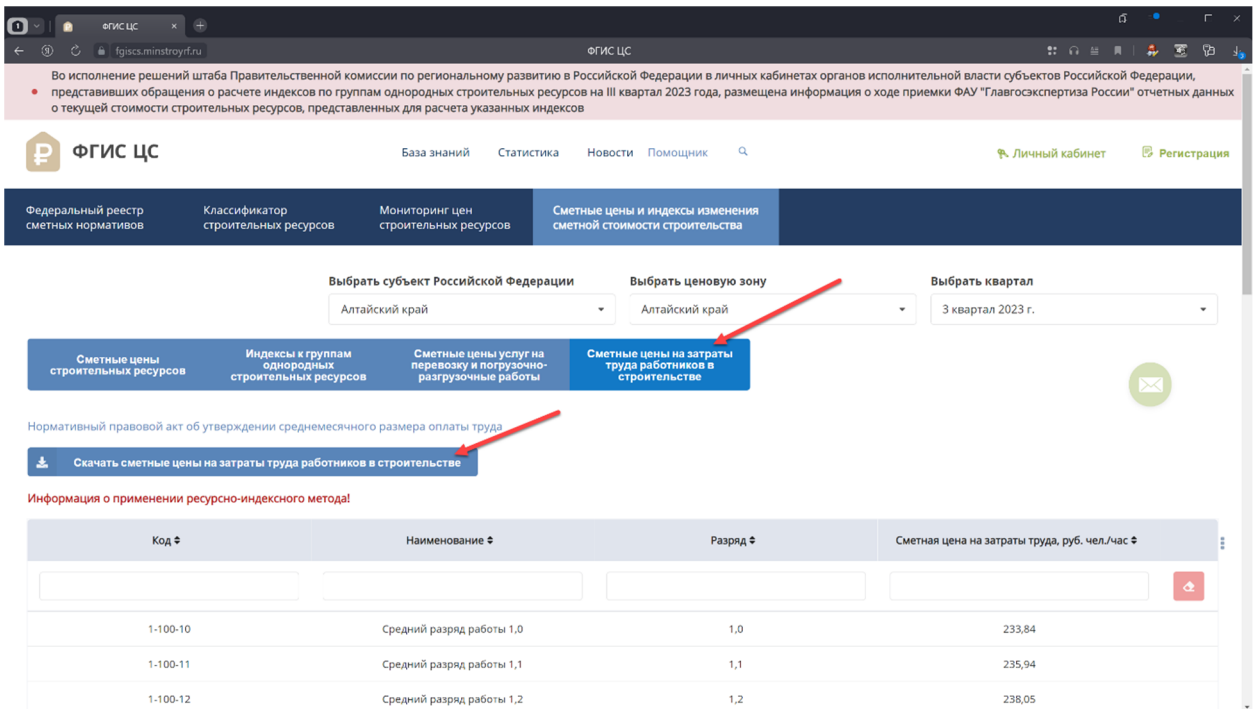 1
ФГИС ЦС
fgiscs.minstroyrf.ru
ФГИС ЦС
Во исполнение решений штаба Правительственной комиссии по региональному развитию в Российской Федерации в личных кабинетах органов исполнительной власти субъектов Российской Федерации,
представивших обращения о расчете индексов по группам однородных строительных ресурсов на III квартал 2023 года, размещена информация о ходе приемки ФАУ "Главгосэкспертиза России" отчетных данных
о текущей стоимости строительных ресурсов, представленных для расчета указанных индексов
ФГИС ЦС
База знаний Статистика Новости Помощник
Личный кабинет Регистрация
Федеральный реестр
сметных нормативов
Классификатор
строительных ресурсов
Мониторинг цен
строительных ресурсов
Сметные цены и индексы изменения
сметной стоимости строительства
Выбрать субъект Российской Федерации
Алтайский край
Выбрать ценовую зону
Алтайский край
Выбрать квартал
3 квартал 2023 г.
Сметные цены
строительных ресурсов
Индексы к группам
однородных
строительных ресурсов
Сметные цены услуг на
перевозку и погрузочно-
разгрузочные работы
Сметные цены на затраты
труда работников в
строительстве
Нормативный правовой акт об утверждении среднемесячного размера оплаты труда
Скачать сметные цены на затраты труда работников в строительстве
Информация о применении ресурсно-индексного метода!
Код Наименование Разряд Сметная цена на затраты труда, руб. чел./час
1-100-10 Средний разряд работы 1,0 1,0 233,84
1-100-11 Средний разряд работы 1,1 1,1 235,94
1-100-12 Средний разряд работы 1,2 1,2 238,05